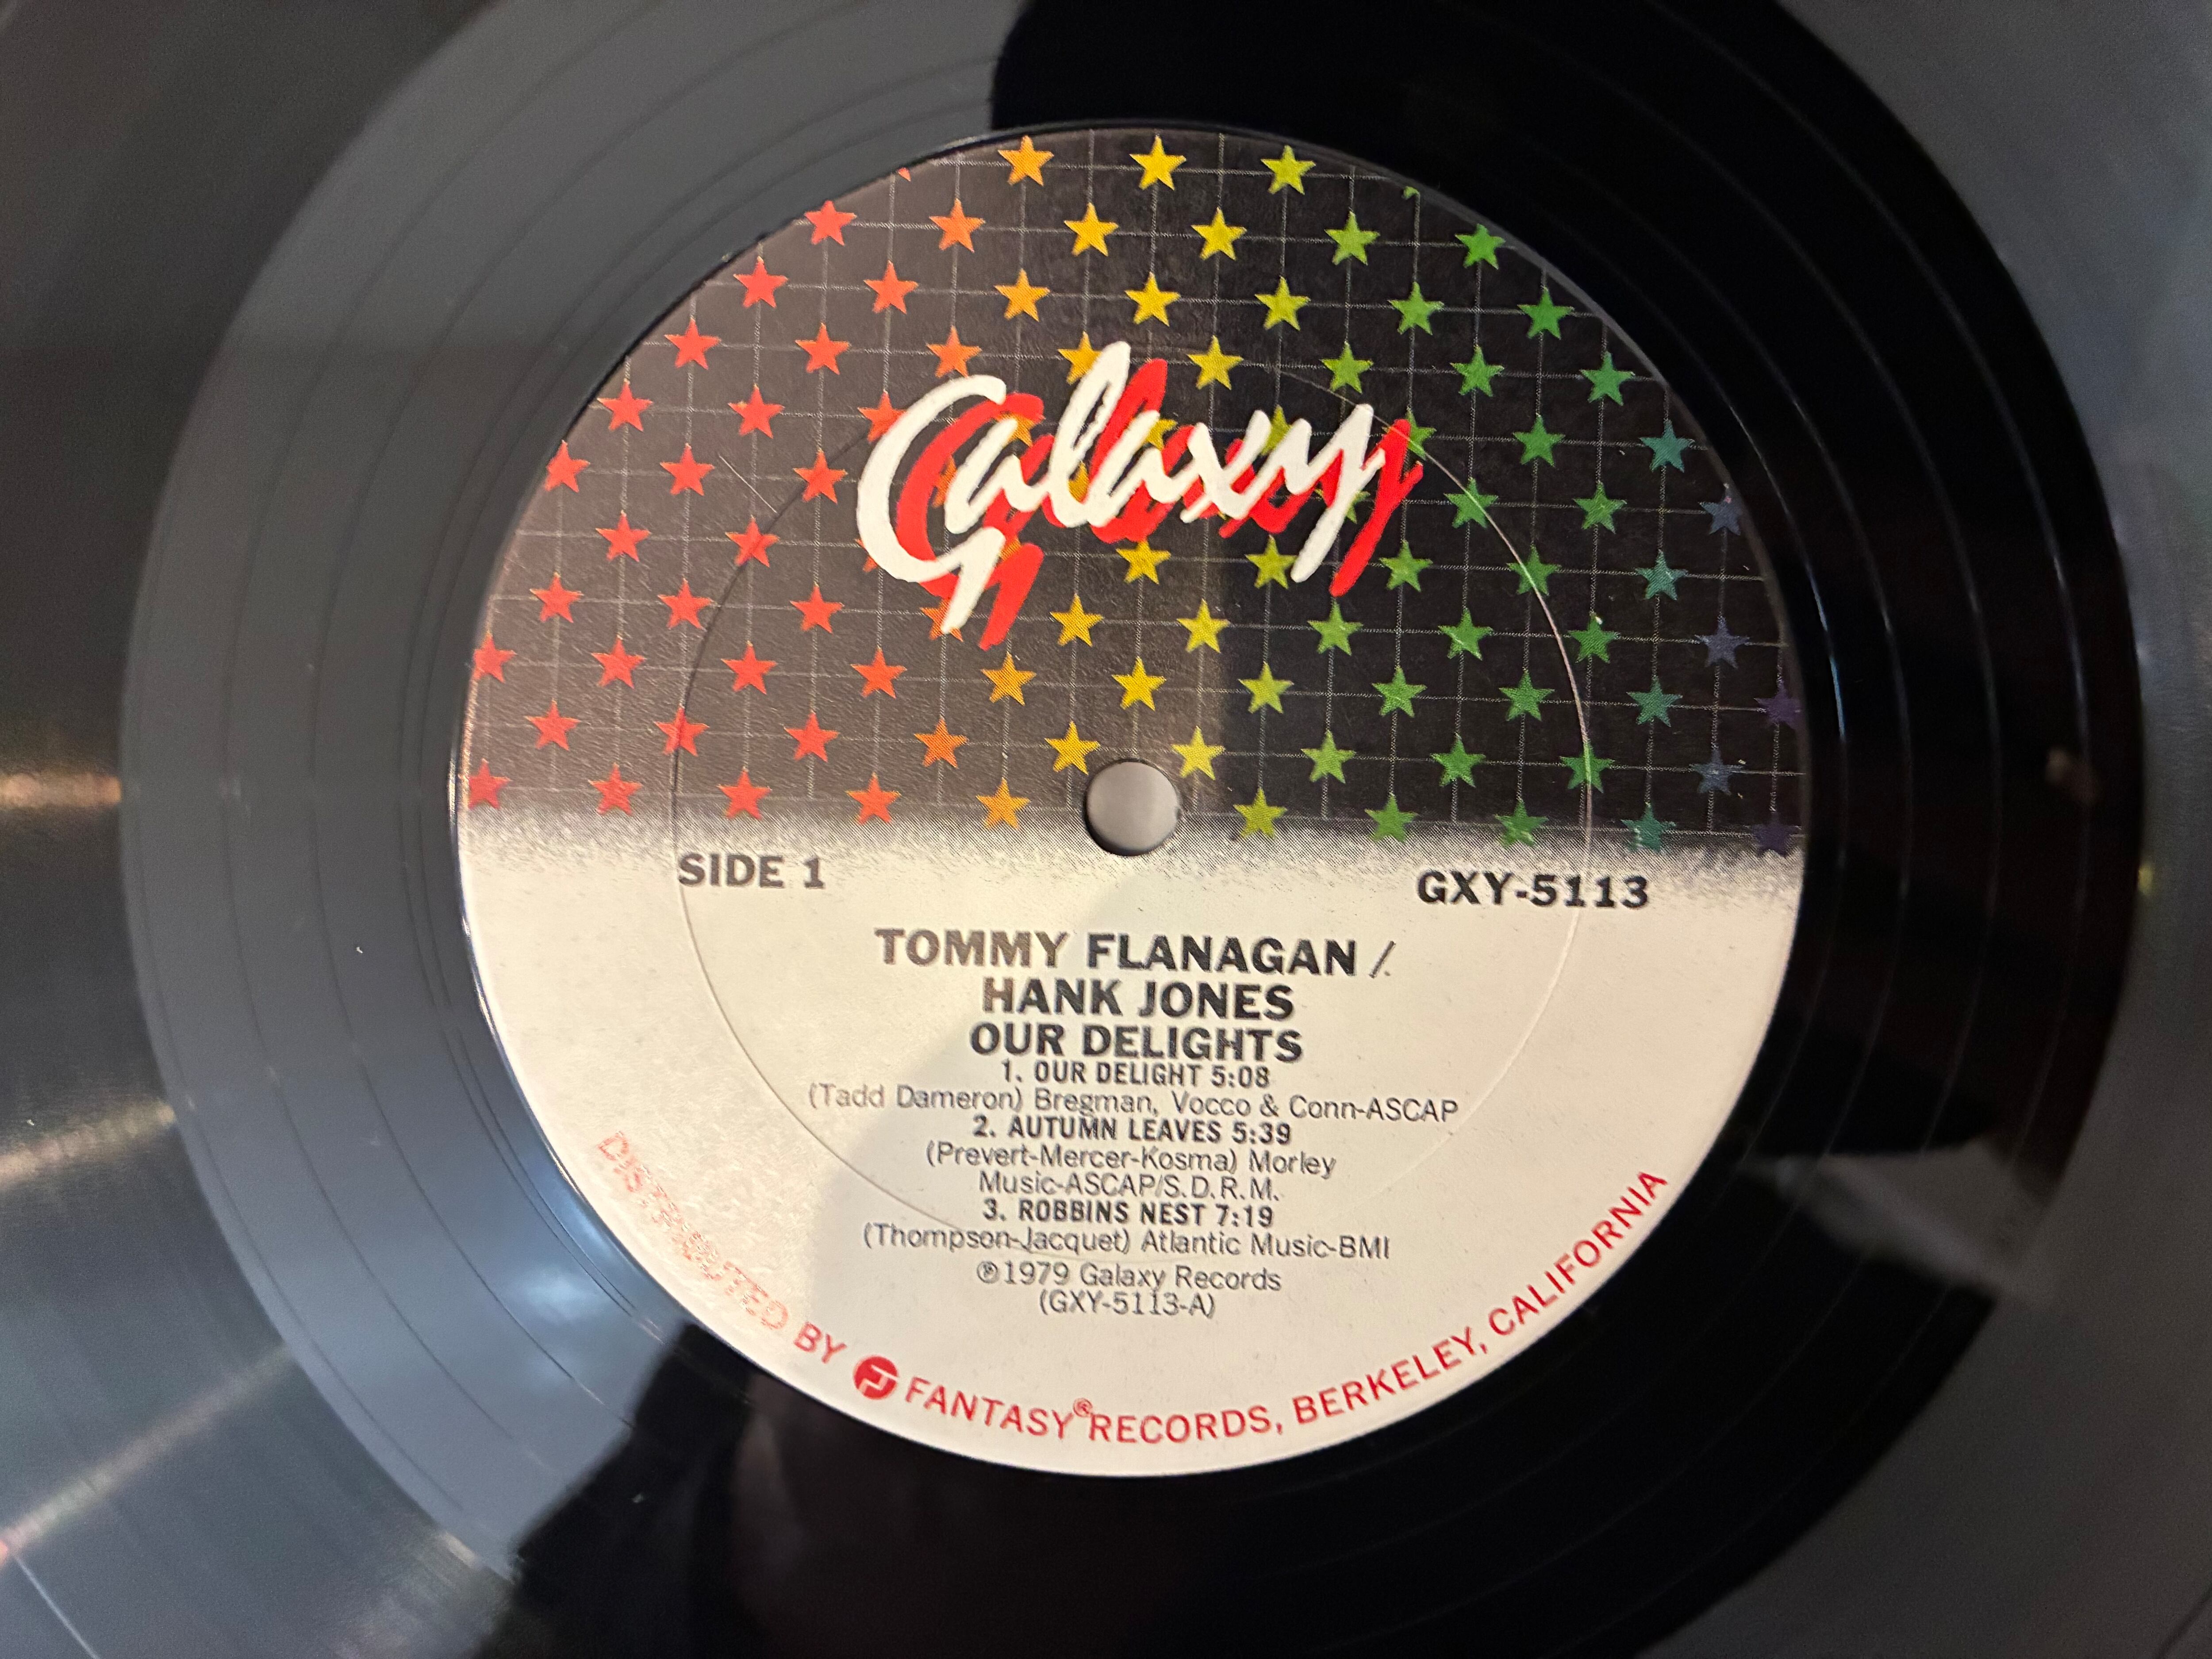 Galaxy
SIDE 1
GXY-5113
TOMMY FLANAGAN /
HANK JONES
OUR DELIGHTS
1. OUR DELIGHT 5:08
(Tadd Dameron) Bregman, Vocco & Conn-ASCAP
2. AUTUMN LEAVES 5:39
(Prevert-Mercer-Kosma) Morley
Music-ASCAP/S.D.R.M.
3. ROBBINS NEST 7:19
(Thompson-Jacquet) Atlantic Music-BMI
℗1979 Galaxy Records
(GXY-5113-A)
DISTRIBUTED BY FANTASY® RECORDS, BERKELEY, CALIFORNIA